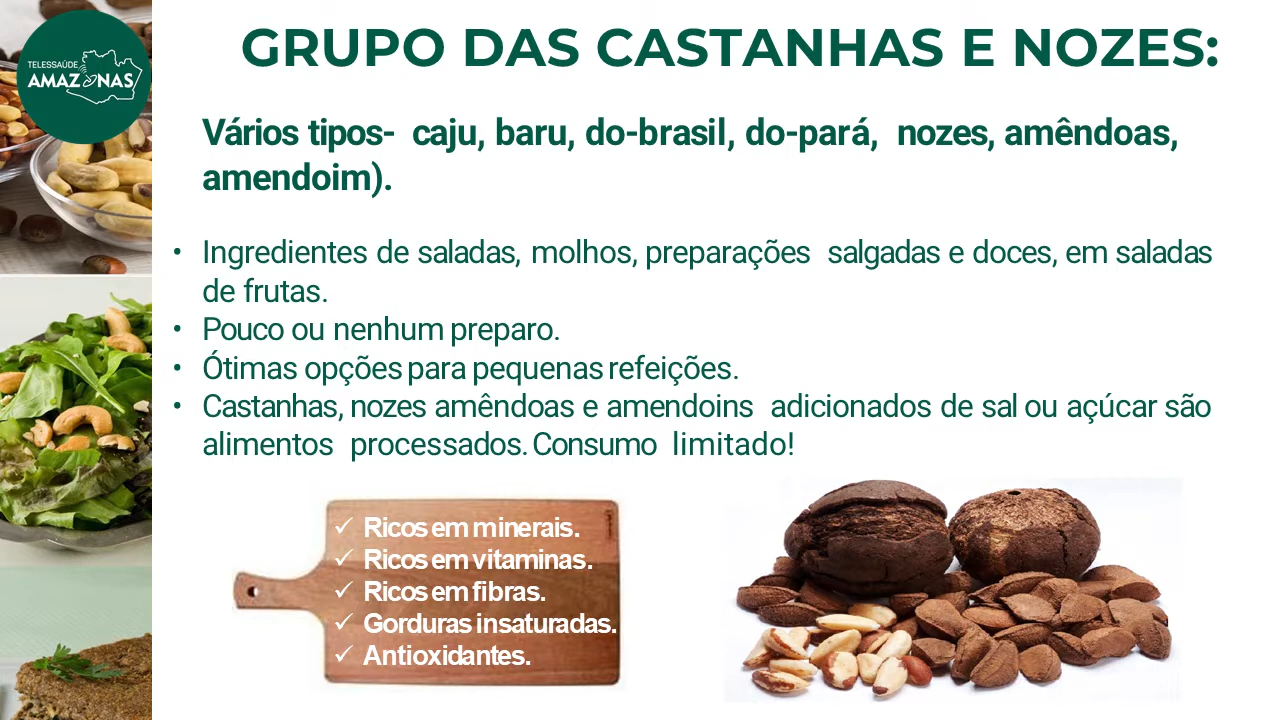 TELESSAÚDE
AMAZONAS
GRUPO DAS CASTANHAS E NOZES:
Vários tipos- caju, baru, do-brasil, do-pará, nozes, amêndoas,
amendoim).
• Ingredientes de saladas, molhos, preparações salgadas e doces, em saladas
de frutas.
• Pouco ou nenhum preparo.
• Ótimas opções para pequenas refeições.
• Castanhas, nozes amêndoas e amendoins adicionados de sal ou açúcar são
alimentos processados. Consumo limitado!
✓ Ricos em minerais.
✓ Ricos em vitaminas.
✓ Ricos em fibras.
✓ Gorduras insaturadas.
✓ Antioxidantes.